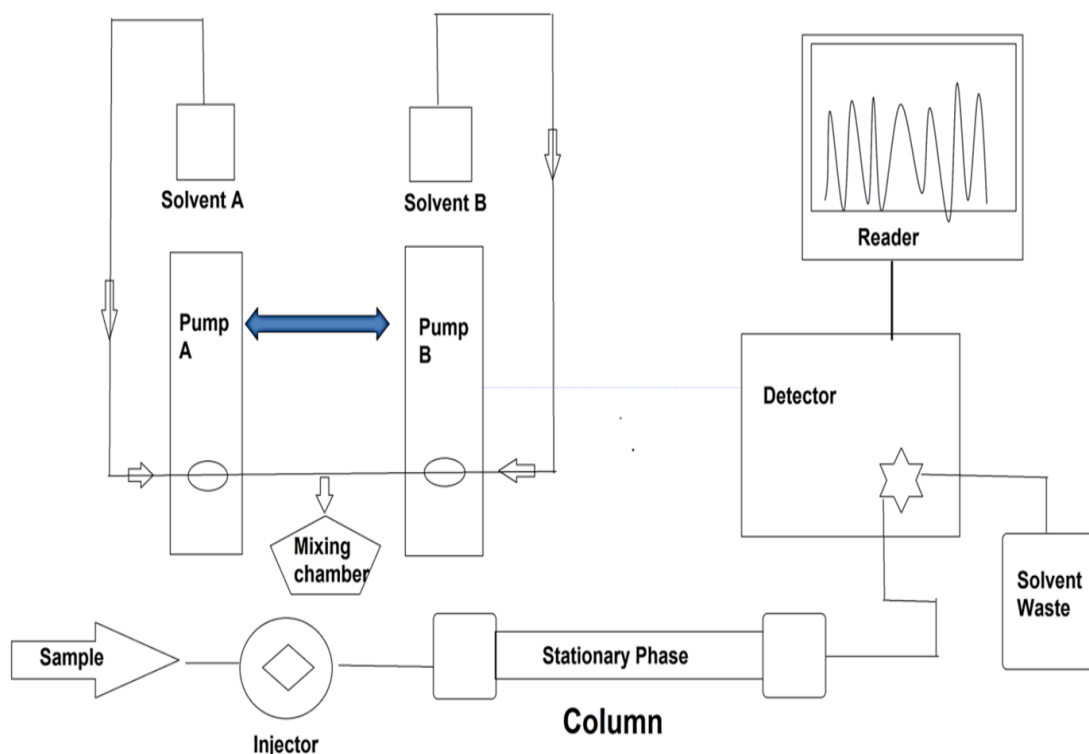 Solvent A
Solvent B
Reader
Pump
A
Pump
B
Detector
Mixing
chamber
Solvent
Waste
Sample
Stationary Phase
Column
Injector